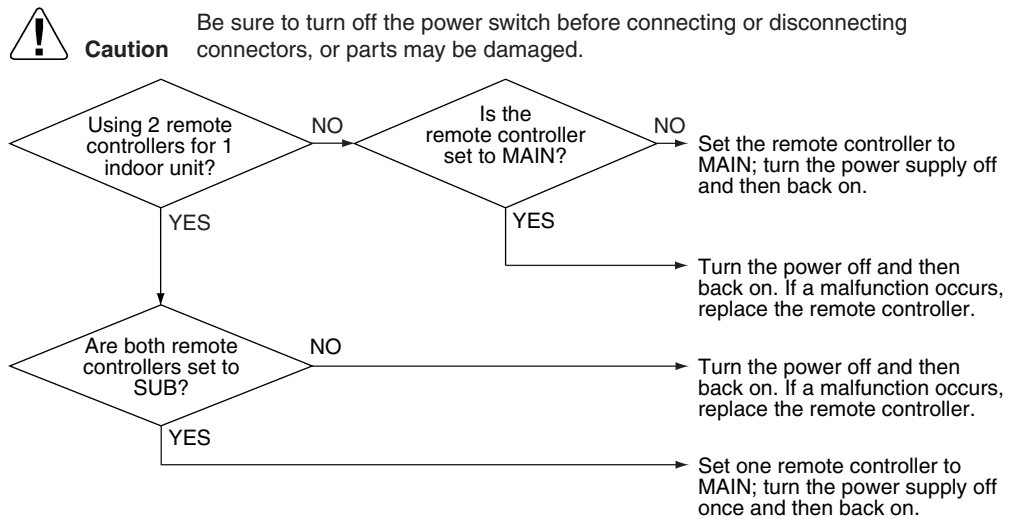 Be sure to turn off the power switch before connecting or disconnecting
Caution connectors, or parts may be damaged.
Using 2 remote
controllers for 1
indoor unit?
NO
Is the
remote controller
set to MAIN?
NO
Set the remote controller to
MAIN; turn the power supply off
and then back on.
YES
YES
Turn the power off and then
back on. If a malfunction occurs,
replace the remote controller.
Are both remote
controllers set to
SUB?
NO
Turn the power off and then
back on. If a malfunction occurs,
replace the remote controller.
YES
Set one remote controller to
MAIN; turn the power supply off
once and then back on.